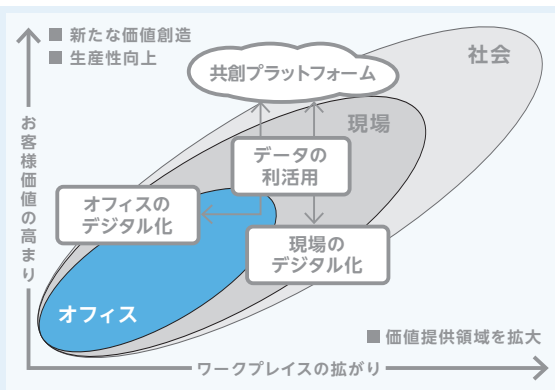 ■ 新たな価値創造
■ 生産性向上
社会
共創プラットフォーム
現場
お客様価値の高まり
データの
利活用
オフィスの
デジタル化
現場の
デジタル化
オフィス
■ 価値提供領域を拡大
ワークプレイスの拡がり